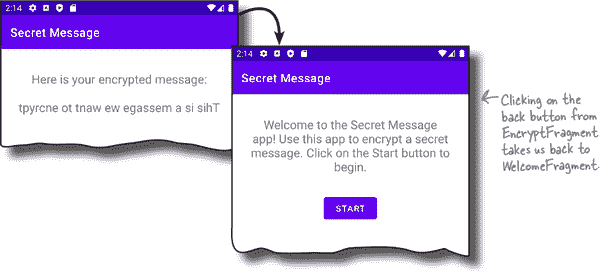 2:14
Secret Message
Here is your encrypted message:
tpyrcne ot tnaw ew egassem a si sihT
2:14
Secret Message
Welcome to the Secret Message
app! Use this app to encrypt a secret
message. Click on the Start button to
begin.
START
Clicking on the
back button from
EncryptFragment
takes us back to
WelcomeFragment.